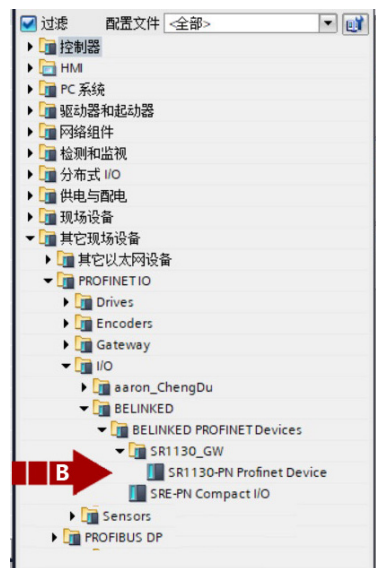 过滤 配置文件 <全部>
控制器
HMI
PC 系统
驱动器和起动器
网络组件
检测和监视
分布式 I/O
供电与配电
现场设备
其它现场设备
其它以太网设备
PROFINET IO
Drives
Encoders
Gateway
I/O
aaron_ChengDu
BELINKED
BELINKED PROFINET Devices
SR1130_GW
B
SR1130-PN Profinet Device
SRE-PN Compact I/O
Sensors
PROFIBUS DP